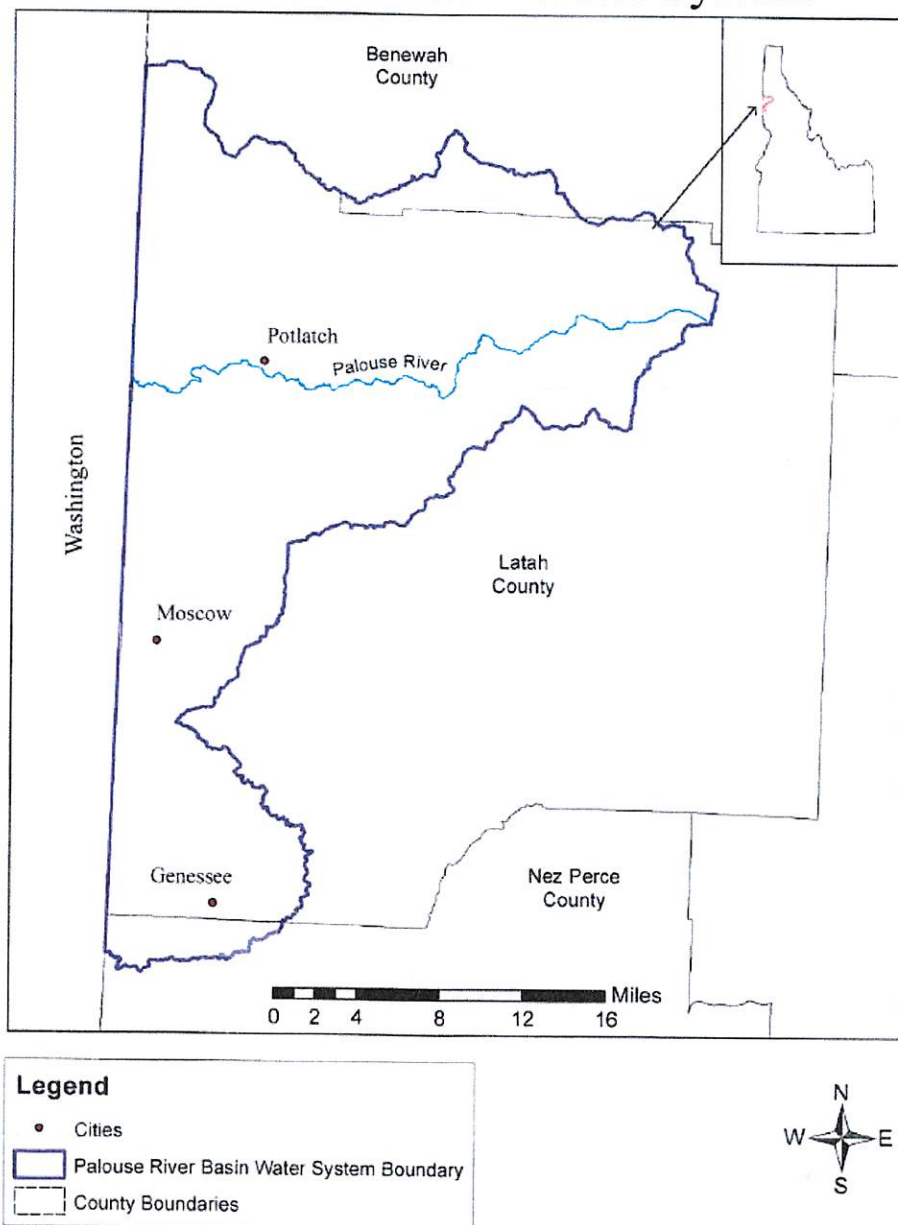 Benewah
County
Potlatch
Palouse River
Washington
Latah
County
Moscow
Genessee
Nez Perce
County
Miles
0 2 4 8 12 16
Legend
Cities
Palouse River Basin Water System Boundary
County Boundaries
N
W E
S